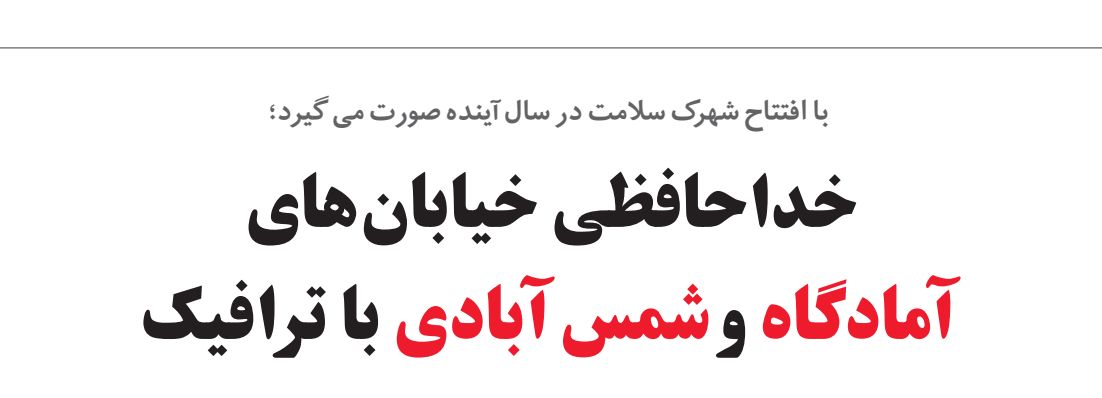 با افتتاح شهرک سلامت در سال آینده صورت می گیرد؛
خداحافظی خیابان‌های
آمادگاه و شمس آبادی با ترافیک